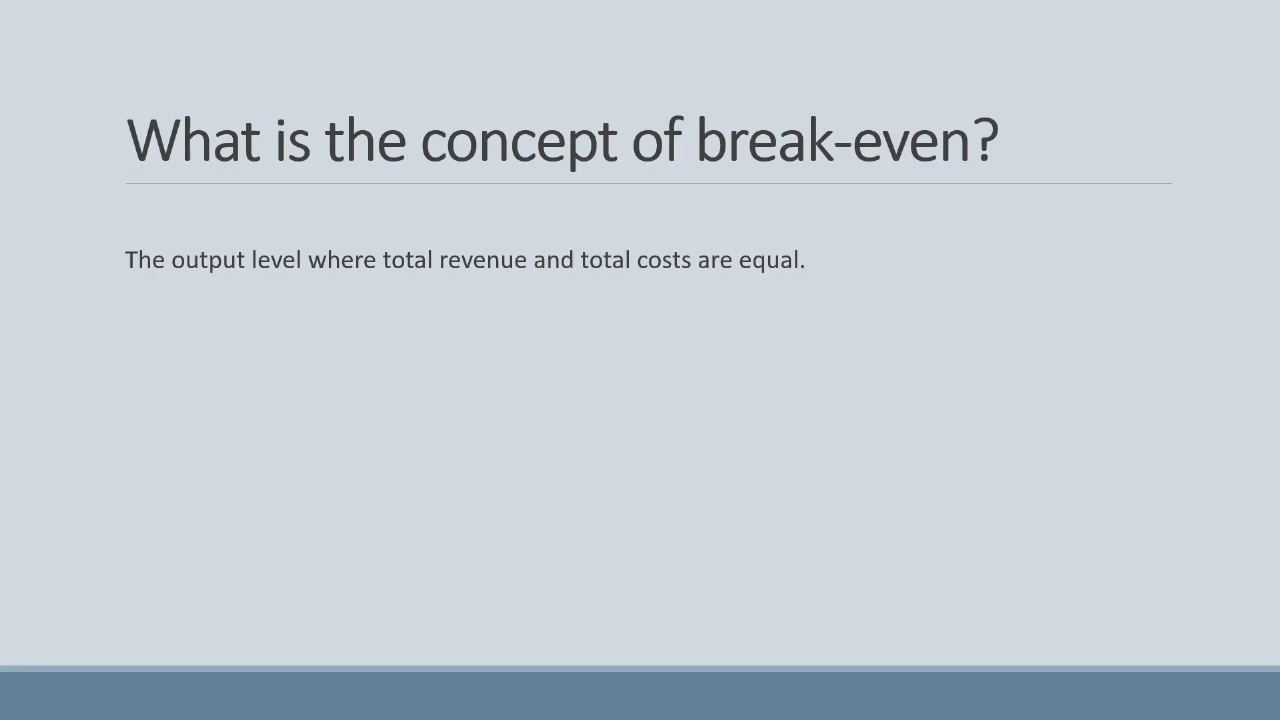 What is the concept of break-even?
The output level where total revenue and total costs are equal.